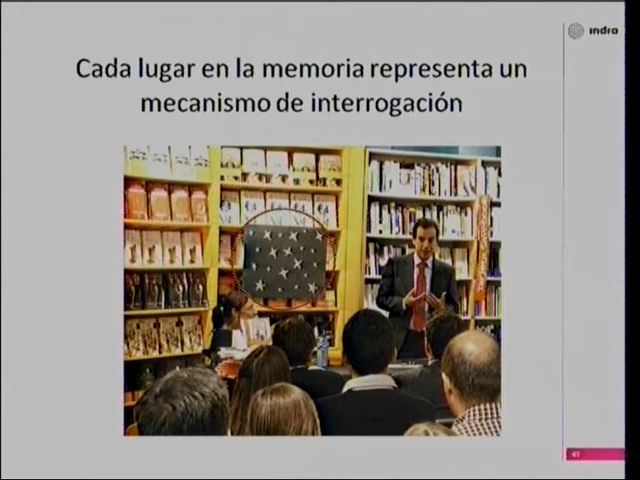 indra
Cada lugar en la memoria representa un
mecanismo de interrogación
45